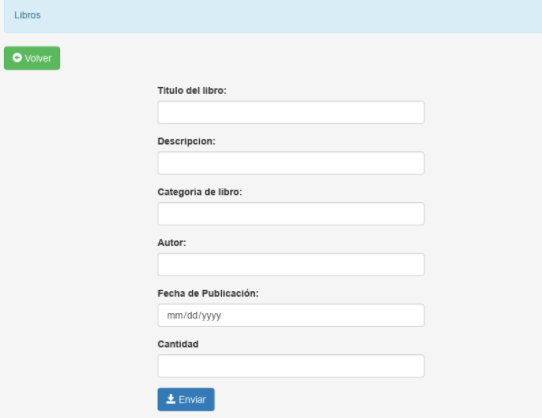 Libros
Volver
Titulo del libro:
Descripcion:
Categoria de libro:
Autor:
Fecha de Publicación:
mm/dd/yyyy
Cantidad
Enviar